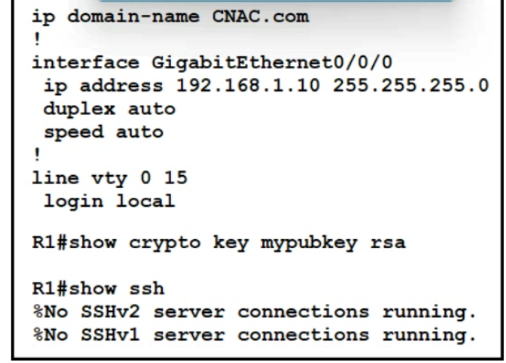 ip domain-name CNAC.com
!
interface GigabitEthernet0/0/0
ip address 192.168.1.10 255.255.255.0
duplex auto
speed auto
!
line vty 0 15
login local
R1#show crypto key mypubkey rsa
R1#show ssh
%No SSHv2 server connections running.
%No SSHv1 server connections running.